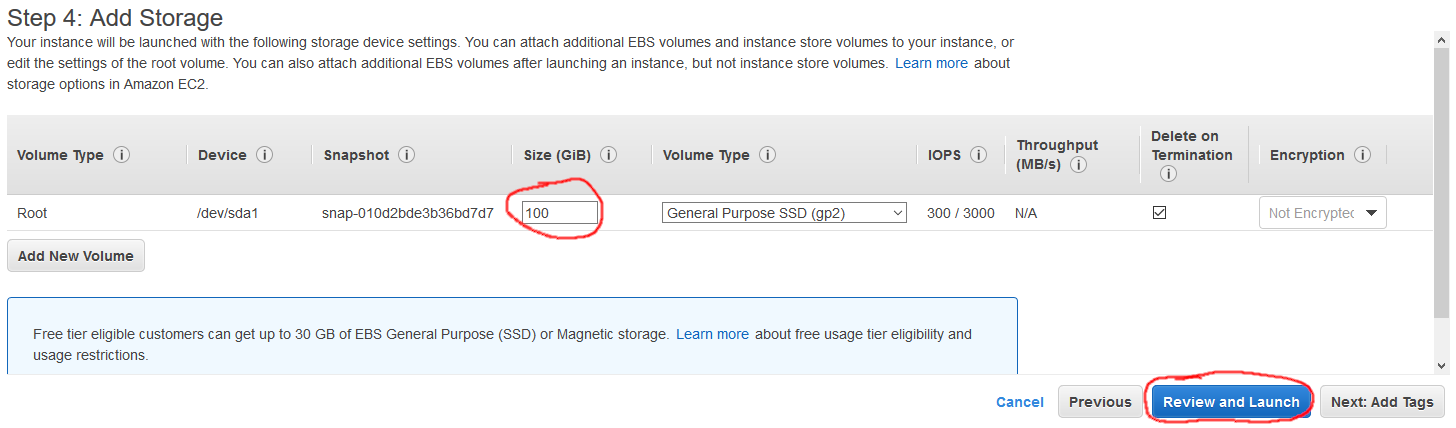 Step 4: Add Storage
Your instance will be launched with the following storage device settings. You can attach additional EBS volumes and instance store volumes to your instance, or
edit the settings of the root volume. You can also attach additional EBS volumes after launching an instance, but not instance store volumes. Learn more about
storage options in Amazon EC2.
Volume Type i Device i Snapshot i Size (GiB) i Volume Type i IOPS i Throughput (MB/s) i Delete on Termination i Encryption i
Root /dev/sda1 snap-010d2bde3b36bd7d7 100 General Purpose SSD (gp2) 300 / 3000 N/A Not Encrypted
Add New Volume
Free tier eligible customers can get up to 30 GB of EBS General Purpose (SSD) or Magnetic storage. Learn more about free usage tier eligibility and
usage restrictions.
Cancel Previous Review and Launch Next: Add Tags